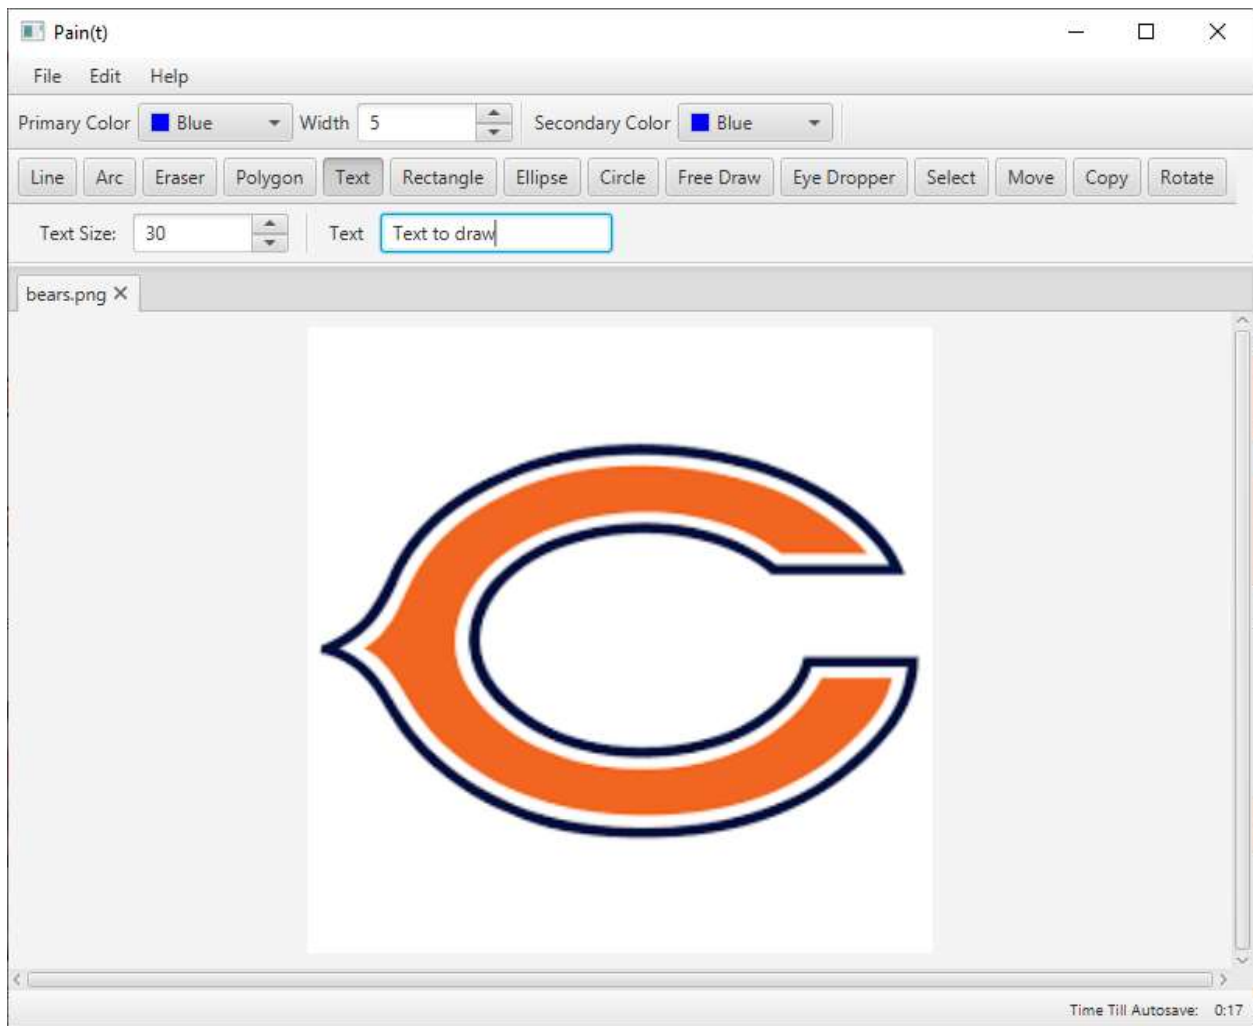 Pain(t)
File Edit Help
Primary Color Blue Width 5 Secondary Color Blue
Line Arc Eraser Polygon Text Rectangle Ellipse Circle Free Draw Eye Dropper Select Move Copy Rotate
Text Size: 30 Text Text to draw
bears.png
Time Till Autosave: 0:17